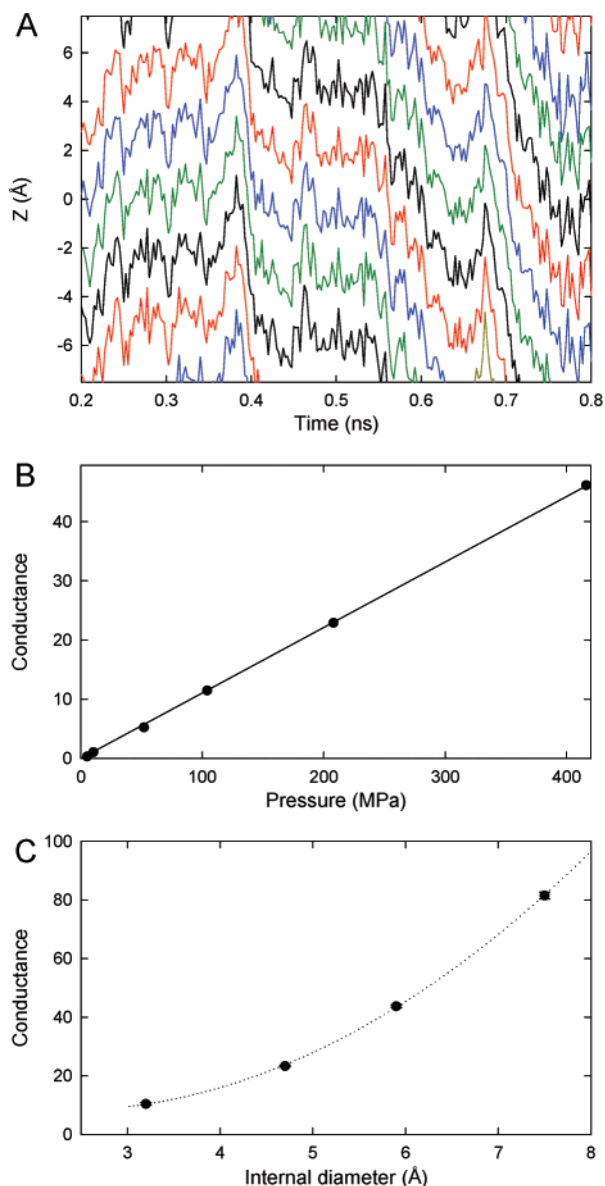 A
6
4
2
0
-2
-4
-6
Z (Å)
0.2 0.3 0.4 0.5 0.6 0.7 0.8
Time (ns)
B
40
30
20
10
0
Conductance
0 100 200 300 400
Pressure (MPa)
C
100
80
60
40
20
0
Conductance
3 4 5 6 7 8
Internal diameter (Å)